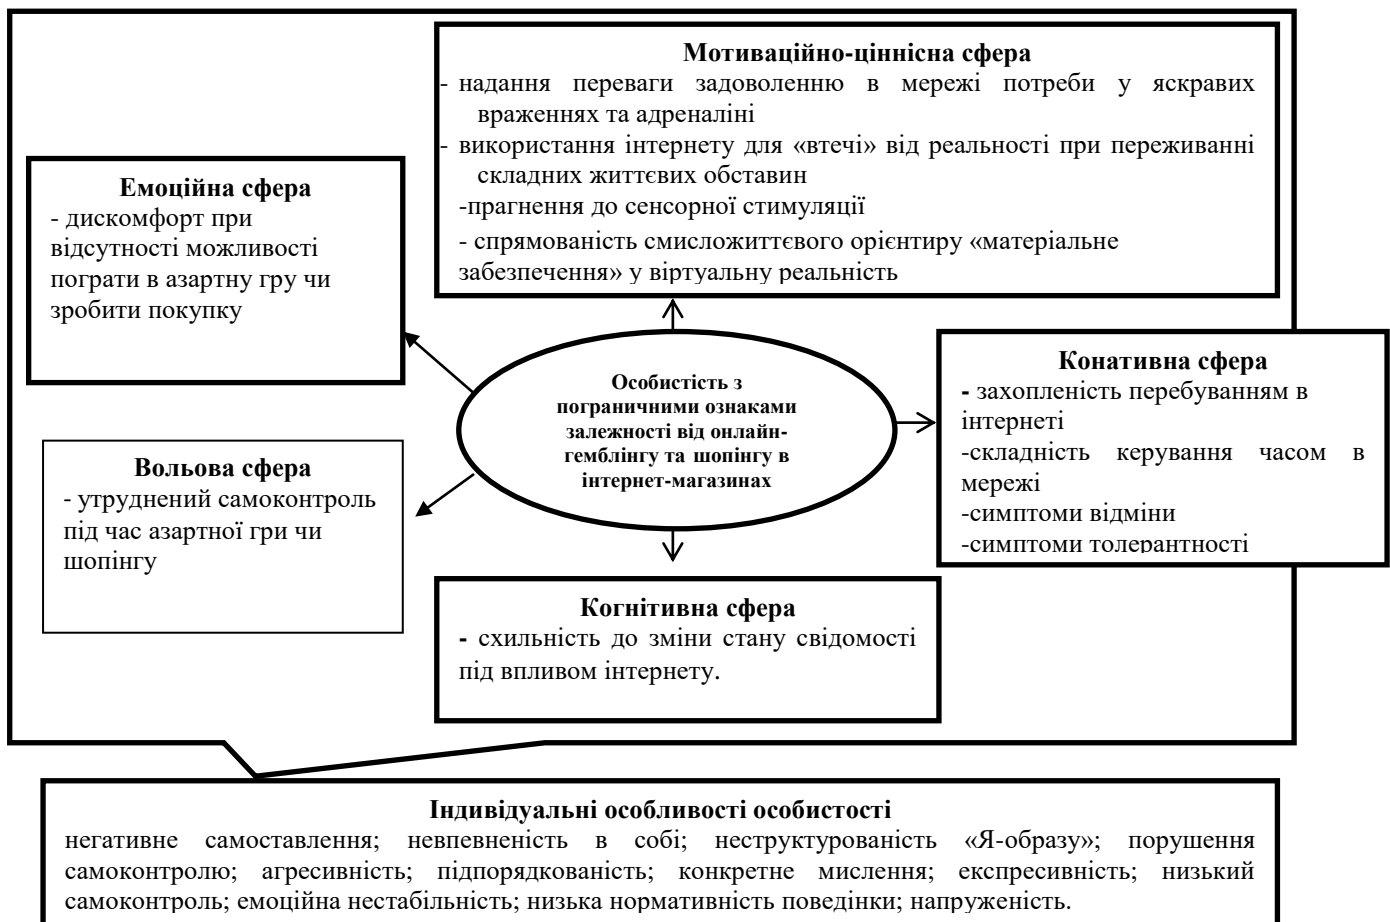 Мотиваційно-ціннісна сфера
- надання переваги задоволенню в мережі потреби у яскравих
враженнях та адреналіні
- використання інтернету для «втечі» від реальності при переживанні
складних життєвих обставин
-прагнення до сенсорної стимуляції
- спрямованість смисложиттєвого орієнтиру «матеріальне
забезпечення» у віртуальну реальність
Емоційна сфера
- дискомфорт при
відсутності можливості
пограти в азартну гру чи
зробити покупку
Особистість з
пограничними ознаками
залежності від онлайн-
гемблінгу та шопінгу в
інтернет-магазинах
Конативна сфера
- захопленість перебуванням в
інтернеті
-складність керування часом в
мережі
-симптоми відміни
-симптоми толерантності
Вольова сфера
- утруднений самоконтроль
під час азартної гри чи
шопінгу
Когнітивна сфера
- схильність до зміни стану свідомості
під впливом інтернету.
Індивідуальні особливості особистості
негативне самоставлення; невпевненість в собі; неструктурованість «Я-образу»; порушення
самоконтролю; агресивність; підпорядкованість; конкретне мислення; експресивність; низький
самоконтроль; емоційна нестабільність; низька нормативність поведінки; напруженість.